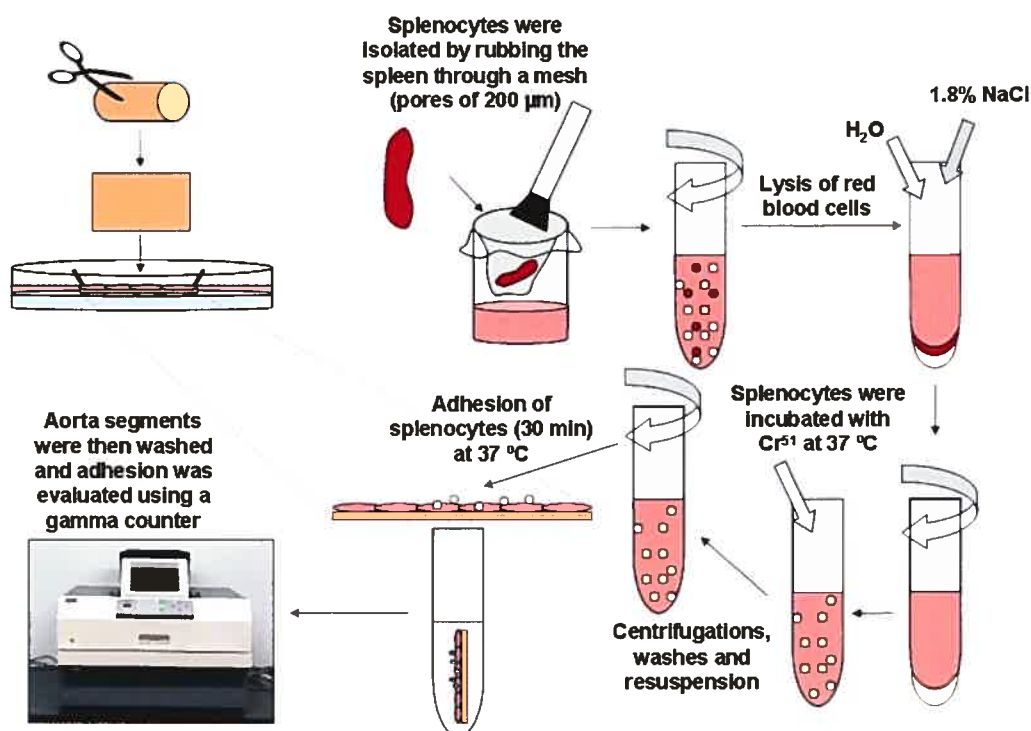 Splenocytes were
isolated by rubbing the
spleen through a mesh
(pores of 200 µm)
1.8% NaCl
H₂O
Lysis of red
blood cells
Splenocytes were
incubated with
Cr⁵¹ at 37 ºC
Centrifugations,
washes and
resuspension
Adhesion of
splenocytes (30 min)
at 37 ºC
Aorta segments
were then washed
and adhesion was
evaluated using a
gamma counter